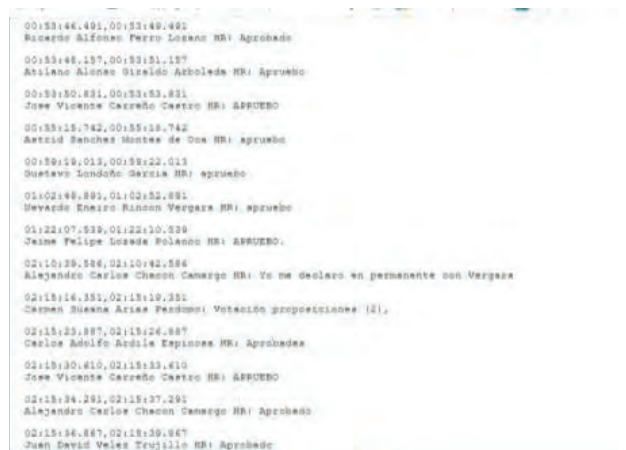 00:53:46.491,00:53:49.491
Ricardo Alfonso Ferro Lozano HR: Aprobado
00:53:48.157,00:53:51.157
Atilano Alonso Giraldo Arboleda HR: Apruebo
00:53:50.831,00:53:53.831
Jose Vicente Carreño Castro HR: APRUEBO
00:55:15.742,00:55:18.742
Astrid Sanchez Montes de Oca HR: apruebo
00:59:19.013,00:59:22.013
Gustavo Londoño Garcia HR: apruebo
01:02:49.881,01:02:52.881
Nevardo Eneiro Rincon Vergara HR: apruebo
01:22:07.539,01:22:10.539
Jaime Felipe Lozada Polanco HR: APRUEBO.
02:10:39.586,02:10:42.586
Alejandro Carlos Chacon Camargo HR: Yo me declaro en permanente con Vergara
02:15:16.351,02:15:19.351
Carmen Susana Arias Perdomo: Votación proposiciones (2),
02:15:23.887,02:15:26.887
Carlos Adolfo Ardila Espinosa HR: Aprobadas
02:15:30.610,02:15:33.610
Jose Vicente Carreño Castro HR: APRUEBO
02:15:34.291,02:15:37.291
Alejandro Carlos Chacon Camargo HR: Aprobado
02:15:36.867,02:15:39.867
Juan David Velez Trujillo HR: Aprobado